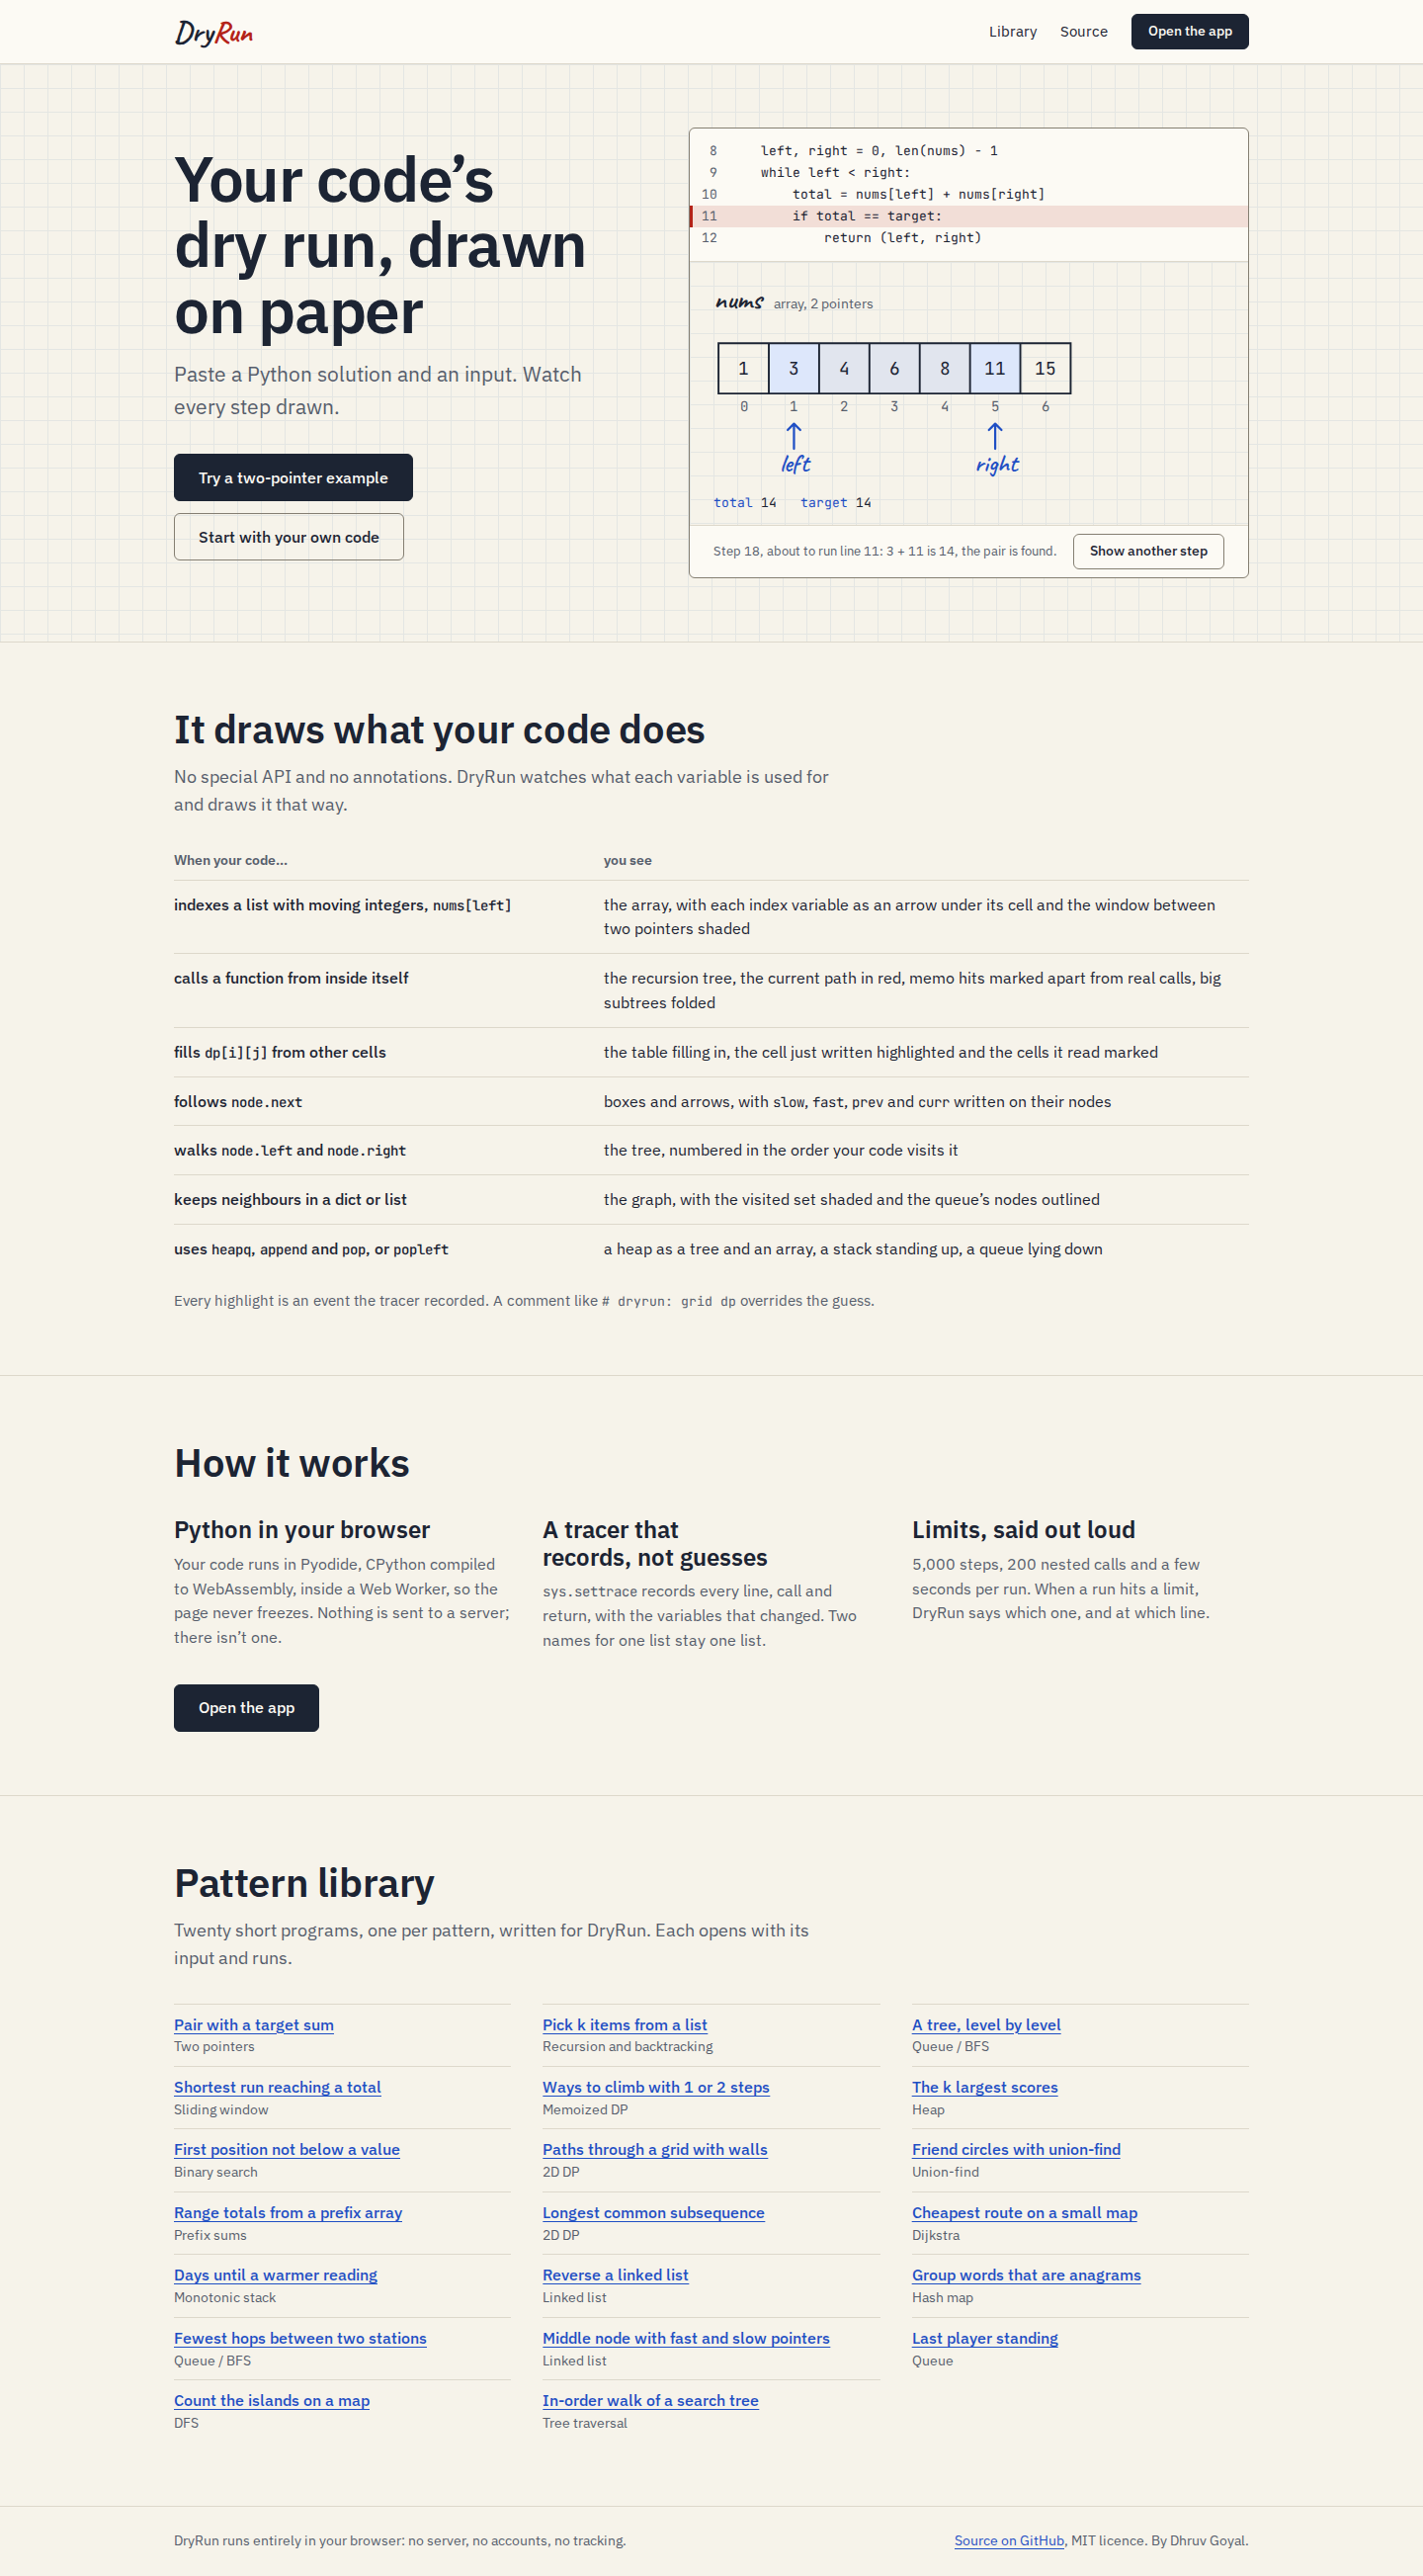 DryRun
Library Source Open the app
Your code’s
dry run, drawn
on paper
Paste a Python solution and an input. Watch
every step drawn.
Try a two-pointer example
Start with your own code
8 left, right = 0, len(nums) - 1
9 while left < right:
10 total = nums[left] + nums[right]
11 if total == target:
12 return (left, right)
nums array, 2 pointers
1 3 4 6 8 11 15
0 1 2 3 4 5 6
left right
total 14 target 14
Step 18, about to run line 11: 3 + 11 is 14, the pair is found. Show another step
It draws what your code does
No special API and no annotations. DryRun watches what each variable is used for
and draws it that way.
When your code… you see
indexes a list with moving integers, nums[left] the array, with each index variable as an arrow under its cell and the window between
two pointers shaded
calls a function from inside itself the recursion tree, the current path in red, memo hits marked apart from real calls, big
subtrees folded
fills dp[i][j] from other cells the table filling in, the cell just written highlighted and the cells it read marked
follows node.next boxes and arrows, with slow, fast, prev and curr written on their nodes
walks node.left and node.right the tree, numbered in the order your code visits it
keeps neighbours in a dict or list the graph, with the visited set shaded and the queue’s nodes outlined
uses heapq, append and pop, or popleft a heap as a tree and an array, a stack standing up, a queue lying down
Every highlight is an event the tracer recorded. A comment like # dryrun: grid dp overrides the guess.
How it works
Python in your browser
Your code runs in Pyodide, CPython compiled
to WebAssembly, inside a Web Worker, so the
page never freezes. Nothing is sent to a server;
there isn’t one.
A tracer that
records, not guesses
sys.settrace records every line, call and
return, with the variables that changed. Two
names for one list stay one list.
Limits, said out loud
5,000 steps, 200 nested calls and a few
seconds per run. When a run hits a limit,
DryRun says which one, and at which line.
Open the app
Pattern library
Twenty short programs, one per pattern, written for DryRun. Each opens with its
input and runs.
Pair with a target sum
Two pointers
Shortest run reaching a total
Sliding window
First position not below a value
Binary search
Range totals from a prefix array
Prefix sums
Days until a warmer reading
Monotonic stack
Fewest hops between two stations
Queue / BFS
Count the islands on a map
DFS
Pick k items from a list
Recursion and backtracking
Ways to climb with 1 or 2 steps
Memoized DP
Paths through a grid with walls
2D DP
Longest common subsequence
2D DP
Reverse a linked list
Linked list
Middle node with fast and slow pointers
Linked list
In-order walk of a search tree
Tree traversal
A tree, level by level
Queue / BFS
The k largest scores
Heap
Friend circles with union-find
Union-find
Cheapest route on a small map
Dijkstra
Group words that are anagrams
Hash map
Last player standing
Queue
DryRun runs entirely in your browser: no server, no accounts, no tracking.
Source on GitHub, MIT licence. By Dhruv Goyal.